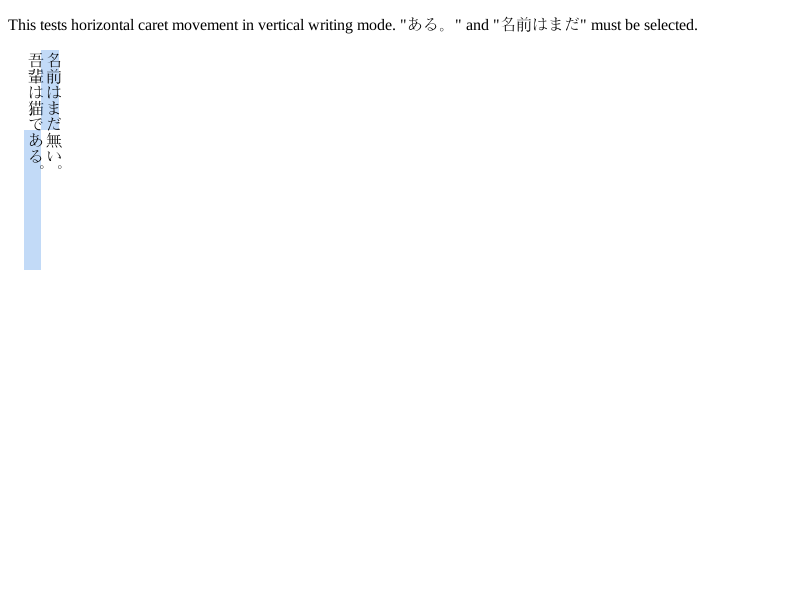 This tests horizontal caret movement in vertical writing mode. "ある。" and "名前はまだ" must be selected.
吾輩は猫である。
名前はまだ無い。